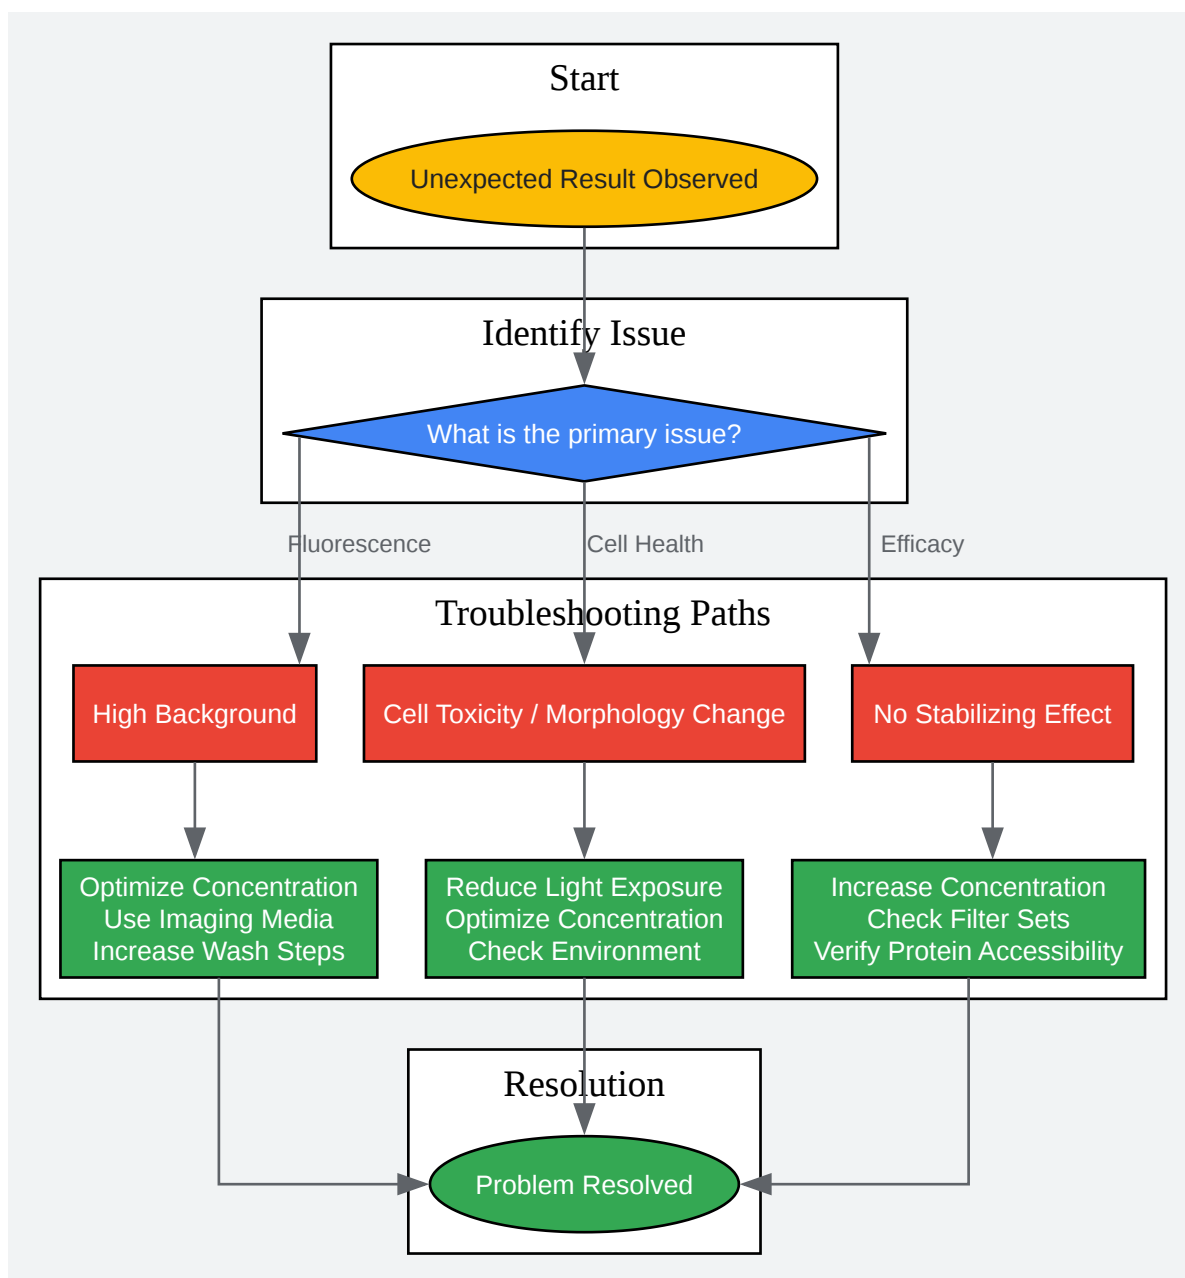 Start
Unexpected Result Observed
Identify Issue
What is the primary issue?
Fluorescence
Cell Health
Efficacy
Troubleshooting Paths
High Background
Cell Toxicity / Morphology Change
No Stabilizing Effect
Optimize Concentration
Use Imaging Media
Increase Wash Steps
Reduce Light Exposure
Optimize Concentration
Check Environment
Increase Concentration
Check Filter Sets
Verify Protein Accessibility
Resolution
Problem Resolved